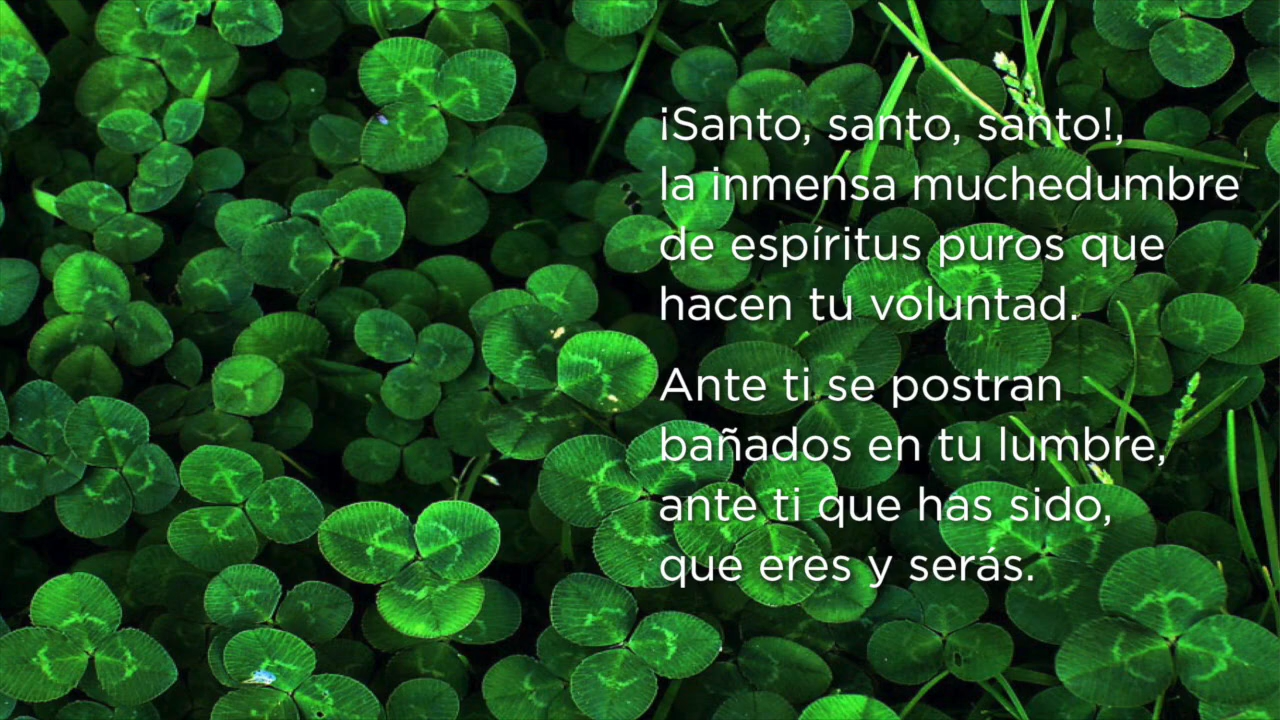 ¡Santo, santo, santo!,
la inmensa muchedumbre
de espíritus puros que
hacen tu voluntad.
Ante ti se postran
bañados en tu lumbre,
ante ti que has sido,
que eres y serás.